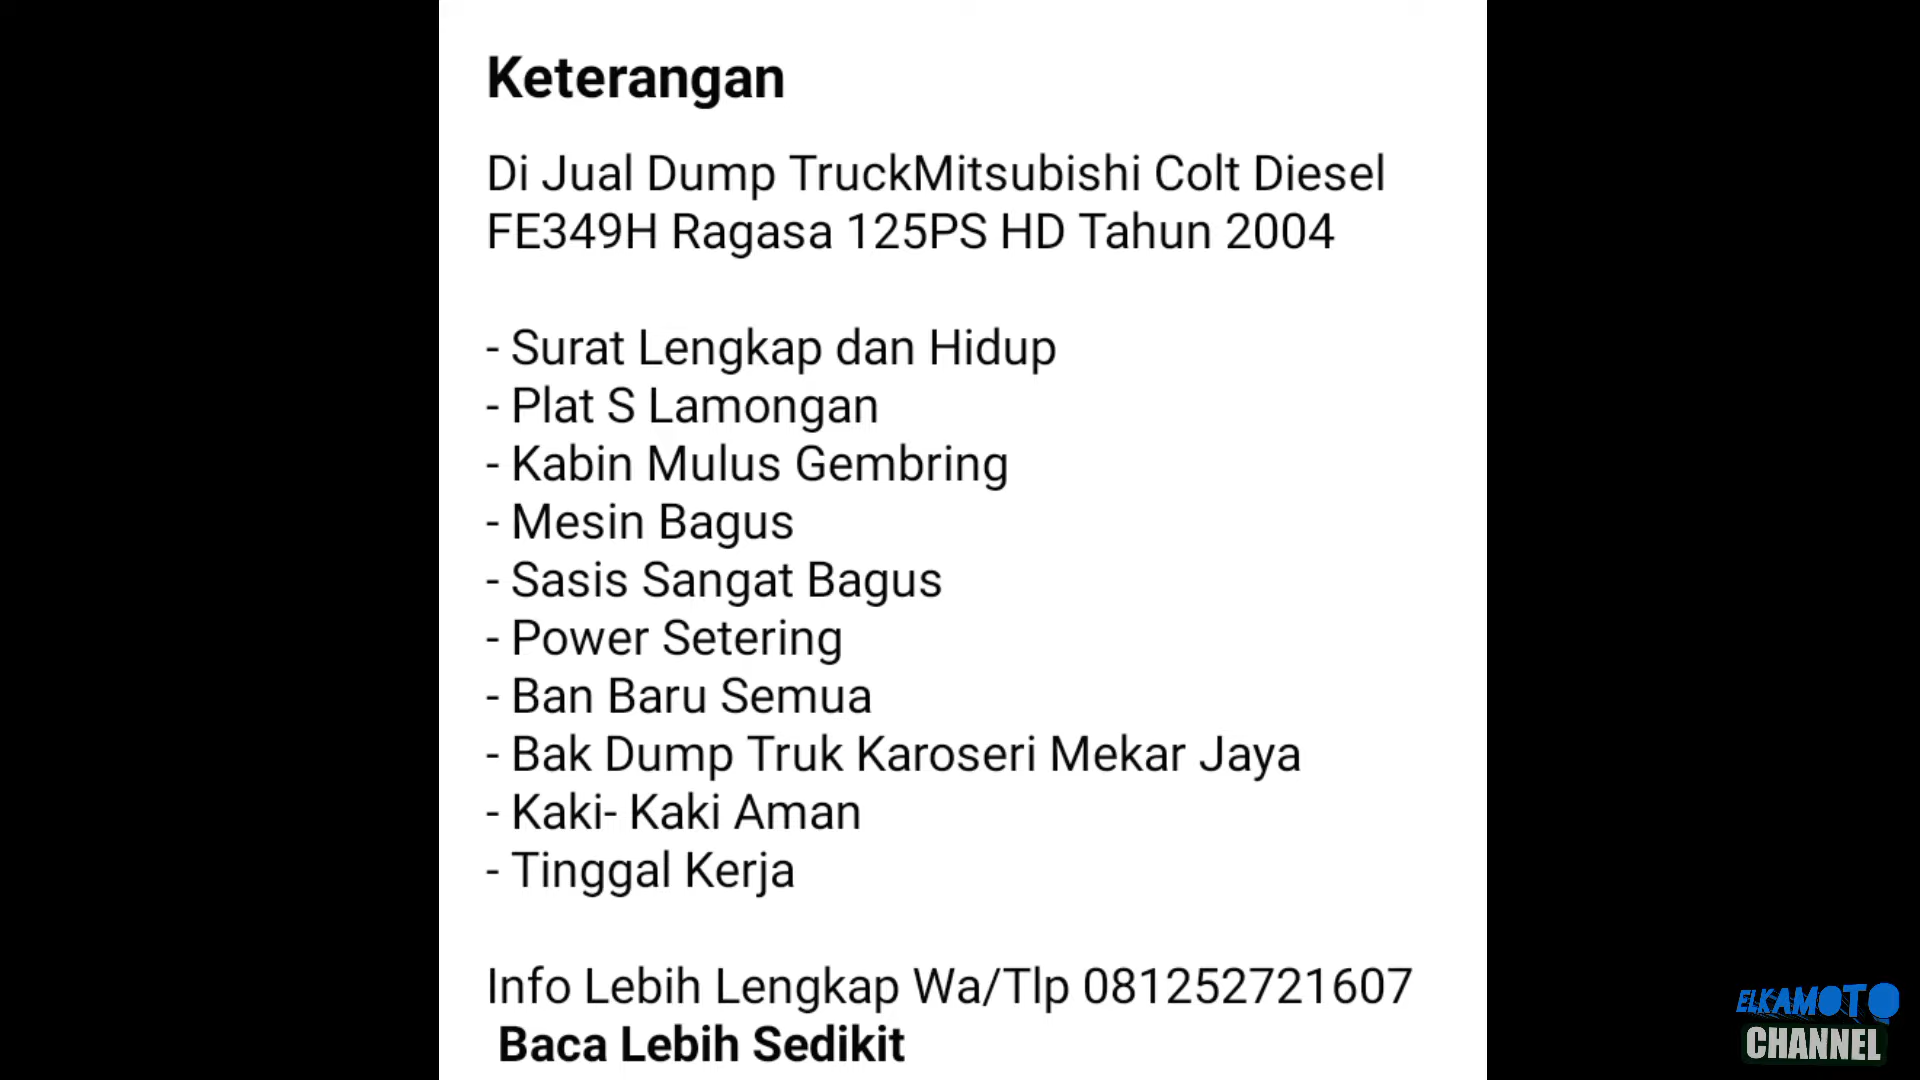 Keterangan
Di Jual Dump TruckMitsubishi Colt Diesel
FE349H Ragasa 125PS HD Tahun 2004
- Surat Lengkap dan Hidup
- Plat S Lamongan
- Kabin Mulus Gembring
- Mesin Bagus
- Sasis Sangat Bagus
- Power Setering
- Ban Baru Semua
- Bak Dump Truk Karoseri Mekar Jaya
- Kaki- Kaki Aman
- Tinggal Kerja
Info Lebih Lengkap Wa/Tlp 081252721607
Baca Lebih Sedikit
ELKAMOTO
CHANNEL